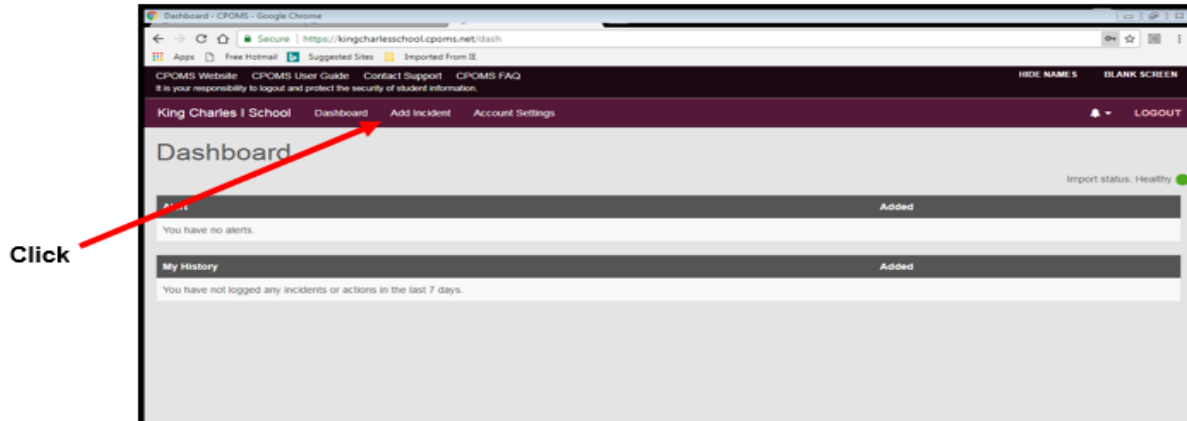 Dashboard - CPOMS - Google Chrome
Secure | https://kingcharlesschool.cpoms.net/dash
Apps Free Hotmail Suggested Sites Imported From IE
CPOMS Website CPOMS User Guide Contact Support CPOMS FAQ HIDE NAMES BLANK SCREEN
It is your responsibility to logout and protect the security of student information.
King Charles I School Dashboard Add Incident Account Settings LOGOUT
Dashboard
Import status: Healthy
Added
You have no alerts.
Click
My History Added
You have not logged any incidents or actions in the last 7 days.